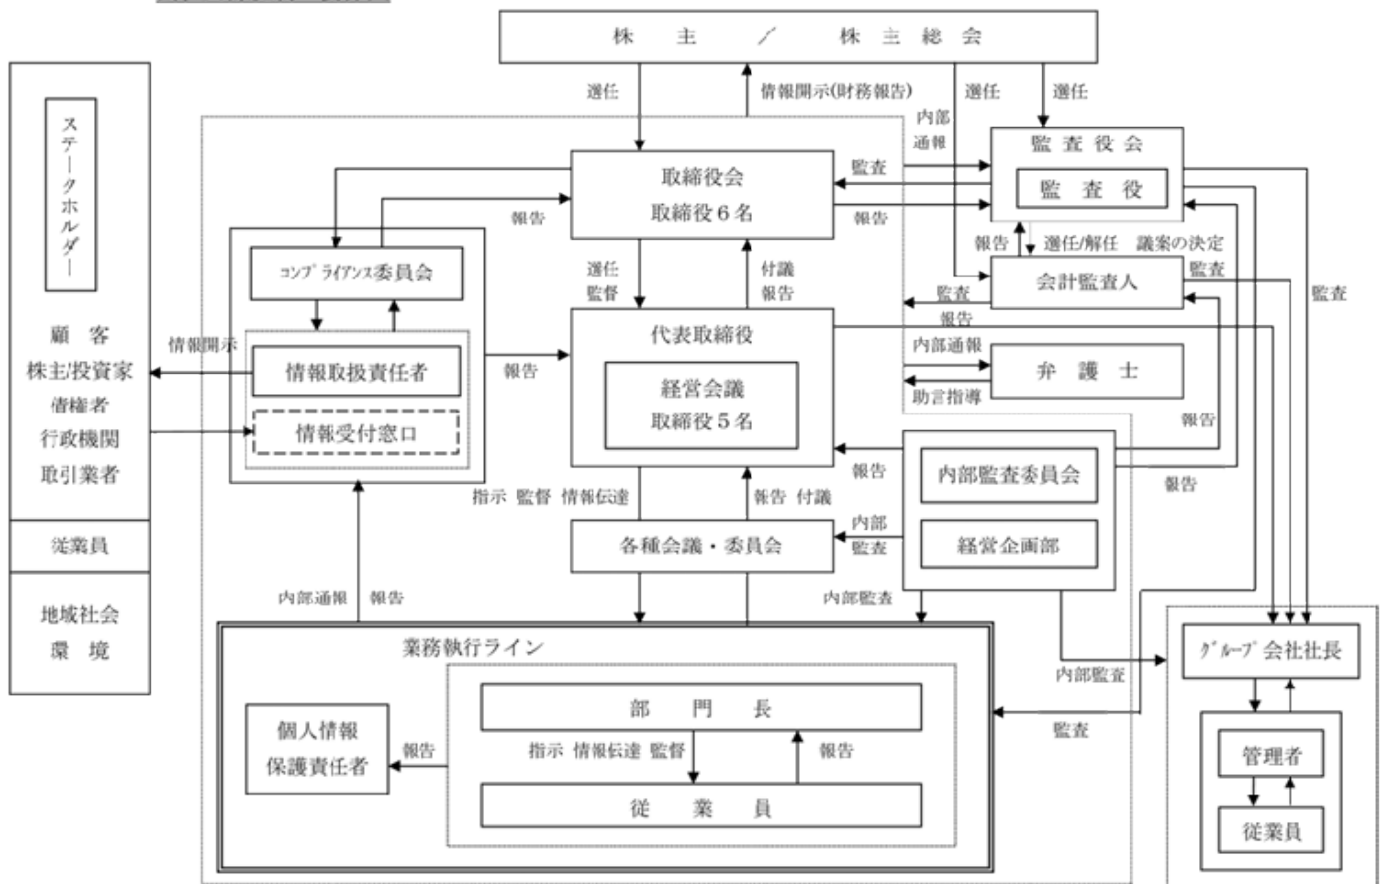 株主／株主総会
選任
情報開示(財務報告)
選任
選任
ステークホルダー
顧客
株主/投資家
債権者
行政機関
取引業者
従業員
地域社会
環境
内部
通報
監査役会
監査役
取締役会
取締役６名
監査
報告
報告
報告
選任/解任 議案の決定
コンプライアンス委員会
選任
監督
付議
報告
会計監査人
監査
監査
監査
情報開示
情報取扱責任者
情報受付窓口
報告
代表取締役
経営会議
取締役５名
報告
内部通報
助言指導
弁護士
報告
報告
報告
内部監査委員会
経営企画部
指示 監督 情報伝達
報告 付議
各種会議・委員会
内部
監査
内部通報 報告
内部監査
業務執行ライン
部門長
指示 情報伝達 監督
報告
従業員
個人情報
保護責任者
報告
監査
内部監査
グループ会社社長
管理者
従業員